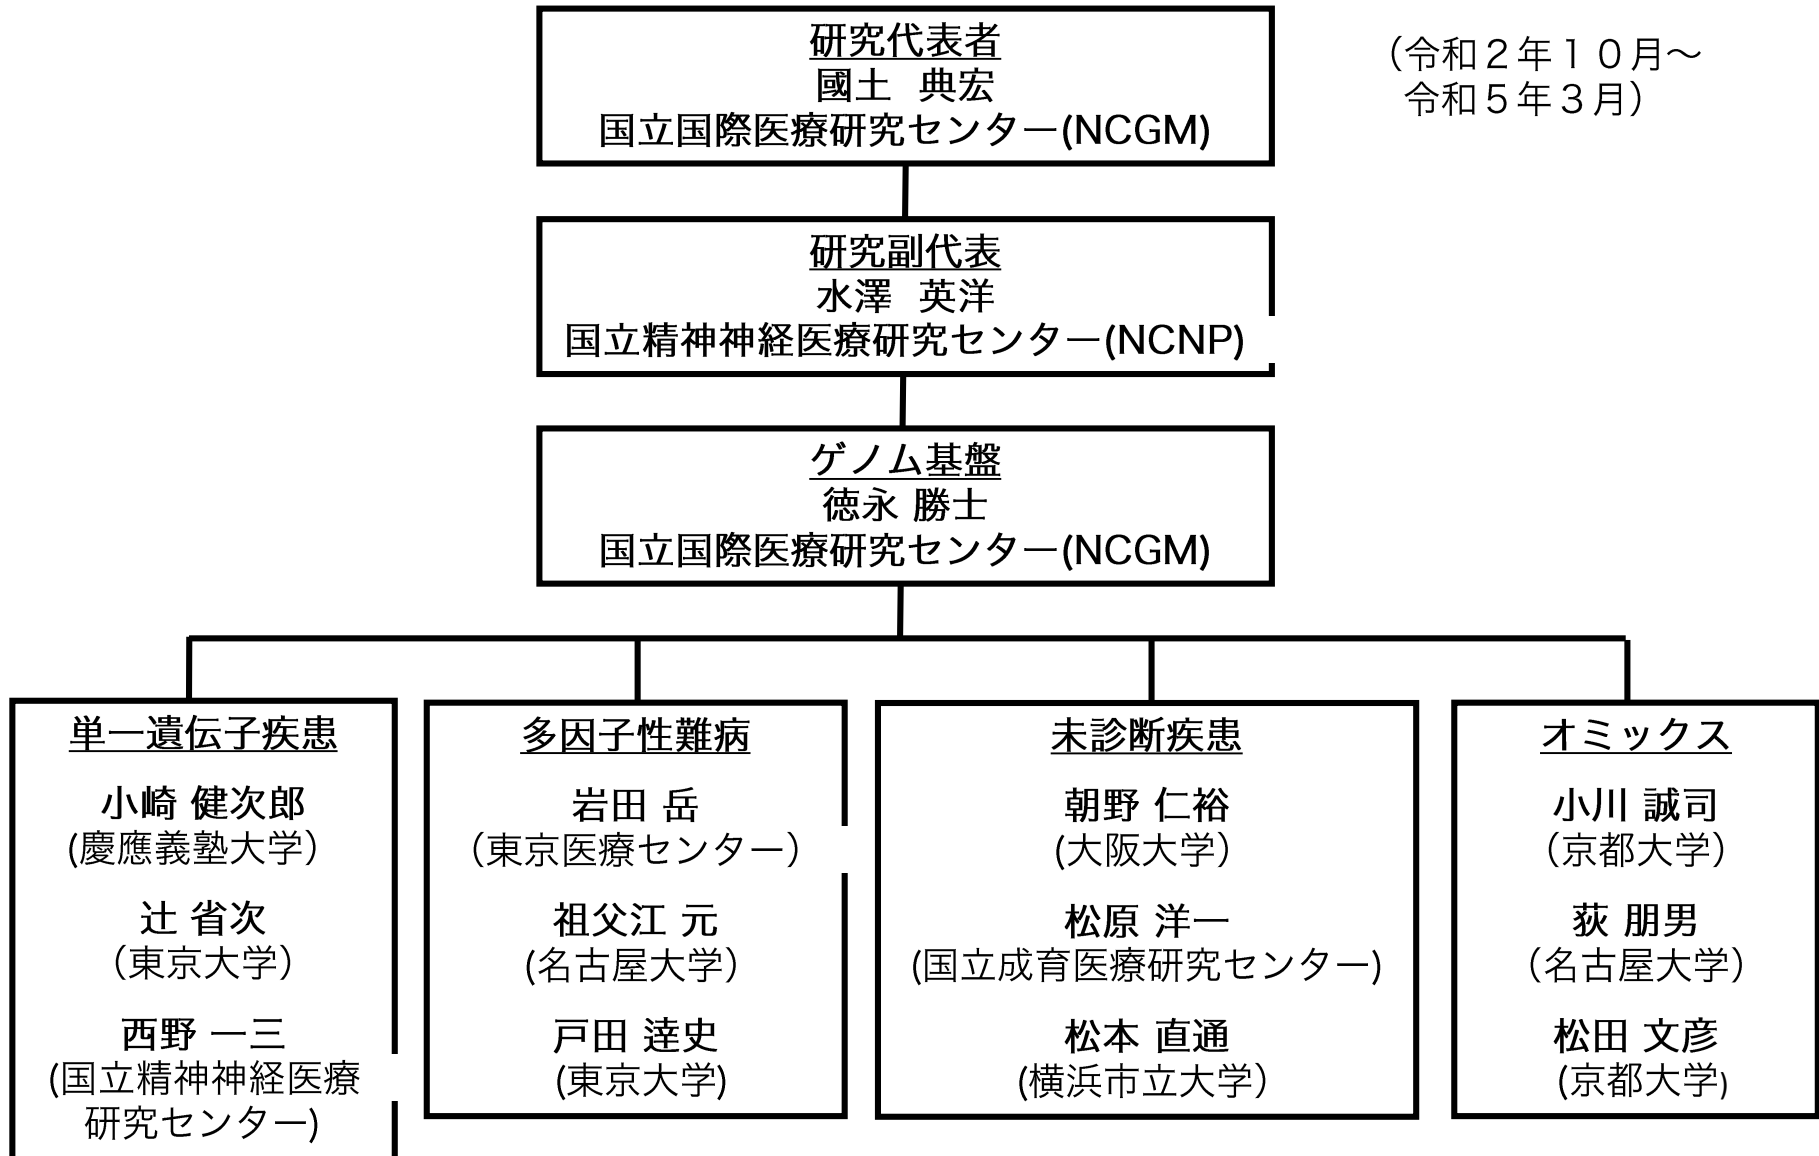 研究代表者
國土 典宏
国立国際医療研究センター(NCGM)
（令和２年１０月～
令和５年３月）
研究副代表
水澤 英洋
国立精神神経医療研究センター(NCNP)
ゲノム基盤
徳永 勝士
国立国際医療研究センター(NCGM)
単一遺伝子疾患
小崎 健次郎
(慶應義塾大学）
辻 省次
（東京大学）
西野 一三
(国立精神神経医療
研究センター)
多因子性難病
岩田 岳
（東京医療センター）
祖父江 元
(名古屋大学）
戸田 達史
(東京大学)
未診断疾患
朝野 仁裕
(大阪大学）
松原 洋一
(国立成育医療研究センター)
松本 直通
(横浜市立大学）
オミックス
小川 誠司
（京都大学）
荻 朋男
（名古屋大学）
松田 文彦
(京都大学)